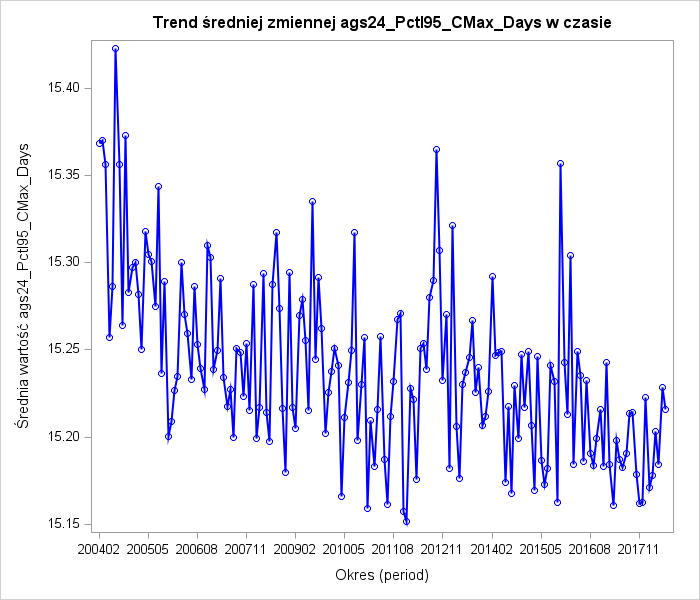 Trend średniej zmiennej ags24_Pctl95_CMax_Days w czasie
Średnia wartość ags24_Pctl95_CMax_Days
15.40
15.35
15.30
15.25
15.20
15.15
200402 200505 200608 200711 200902 201005 201108 201211 201402 201505 201608 201711
Okres (period)